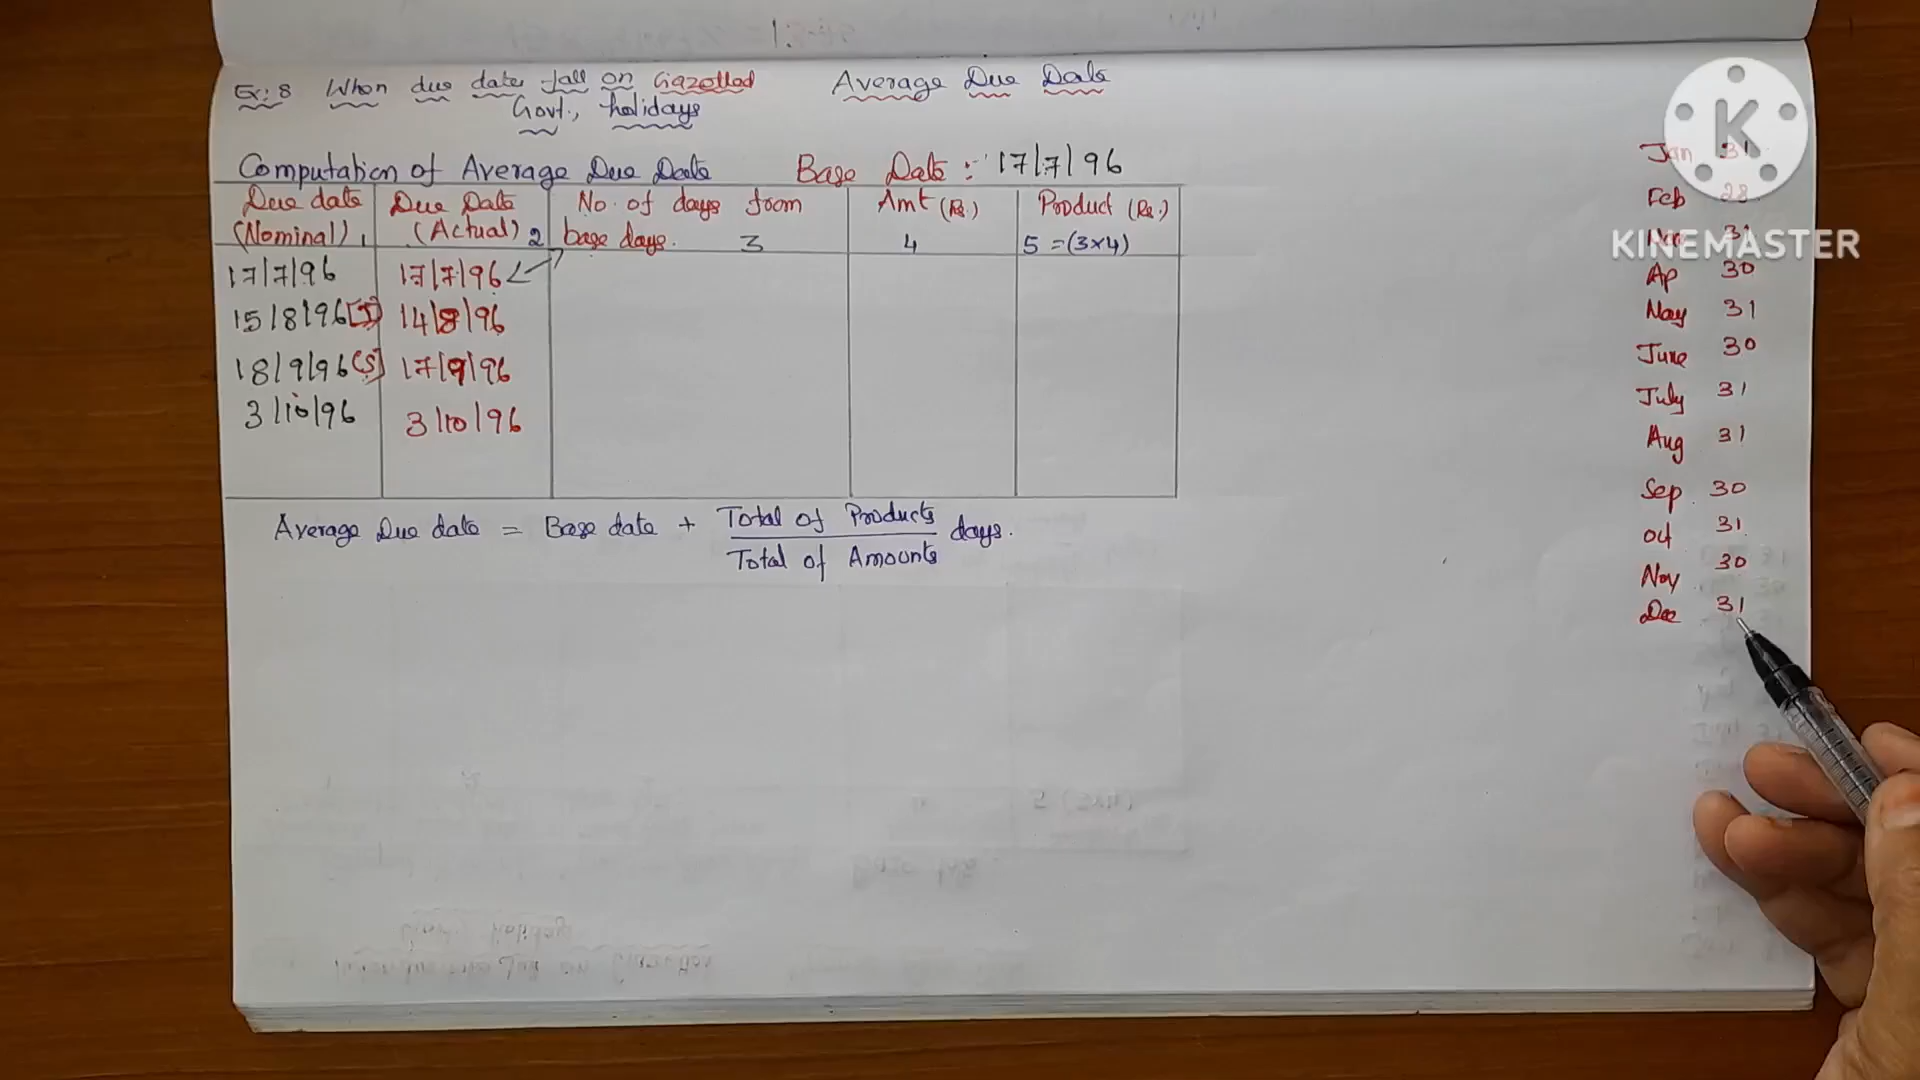 Ex: 8 When due date fall on Gazetted Average Due Date
Govt., holidays
Computation of Average Due Date Base Date :- 17/7/96
Due date Due Date No. of days from Amt (Rs.) Product (Rs.)
(Nominal) 1 (Actual) 2 base days. 3 4 5 = (3x4)
17/7/96 17/7/96
15/8/96 14/8/96
18/9/96 (S) 17/9/96
3/10/96 3/10/96
Average Due date = Base date + Total of Products days.
Total of Amounts
K
KINEMASTER
Jan 31
Feb 28
31
Ap 30
May 31
June 30
July 31
Aug 31
Sep 30
Oct 31
Nov 30
Dec 31